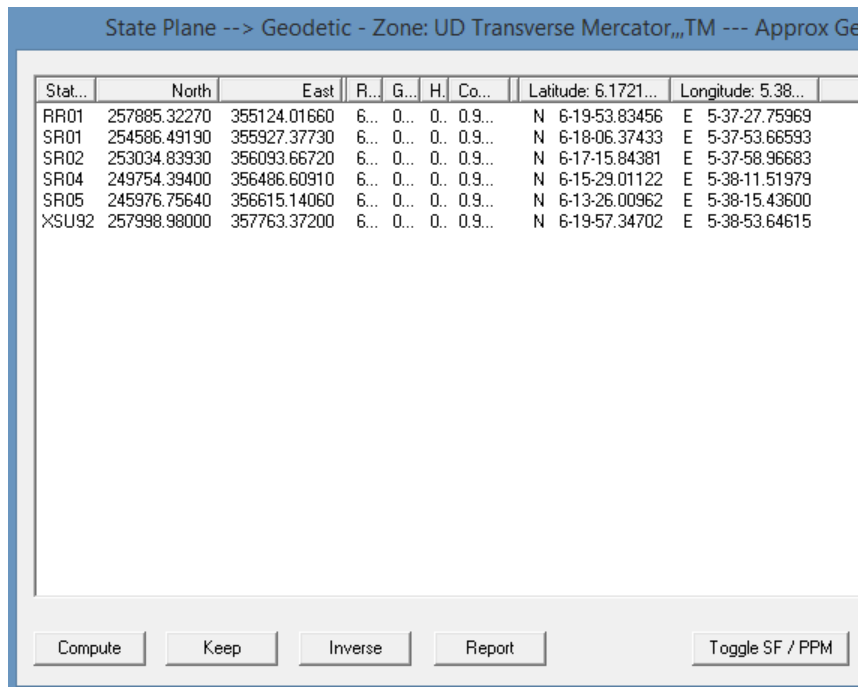 State Plane --> Geodetic - Zone: UD Transverse Mercator,,,TM --- Approx Ge
Stat... North East R... G... H. Co... Latitude: 6.1721... Longitude: 5.38...
RR01 257885.32270 355124.01660 6... 0... 0.. 0.9... N 6-19-53.83456 E 5-37-27.75969
SR01 254586.49190 355927.37730 6... 0... 0.. 0.9... N 6-18-06.37433 E 5-37-53.66593
SR02 253034.83930 356093.66720 6... 0... 0.. 0.9... N 6-17-15.84381 E 5-37-58.96683
SR04 249754.39400 356486.60910 6... 0... 0.. 0.9... N 6-15-29.01122 E 5-38-11.51979
SR05 245976.75640 356615.14060 6... 0... 0.. 0.9... N 6-13-26.00962 E 5-38-15.43600
XSU92 257998.98000 357763.37200 6... 0... 0.. 0.9... N 6-19-57.34702 E 5-38-53.64615
Compute Keep Inverse Report Toggle SF / PPM